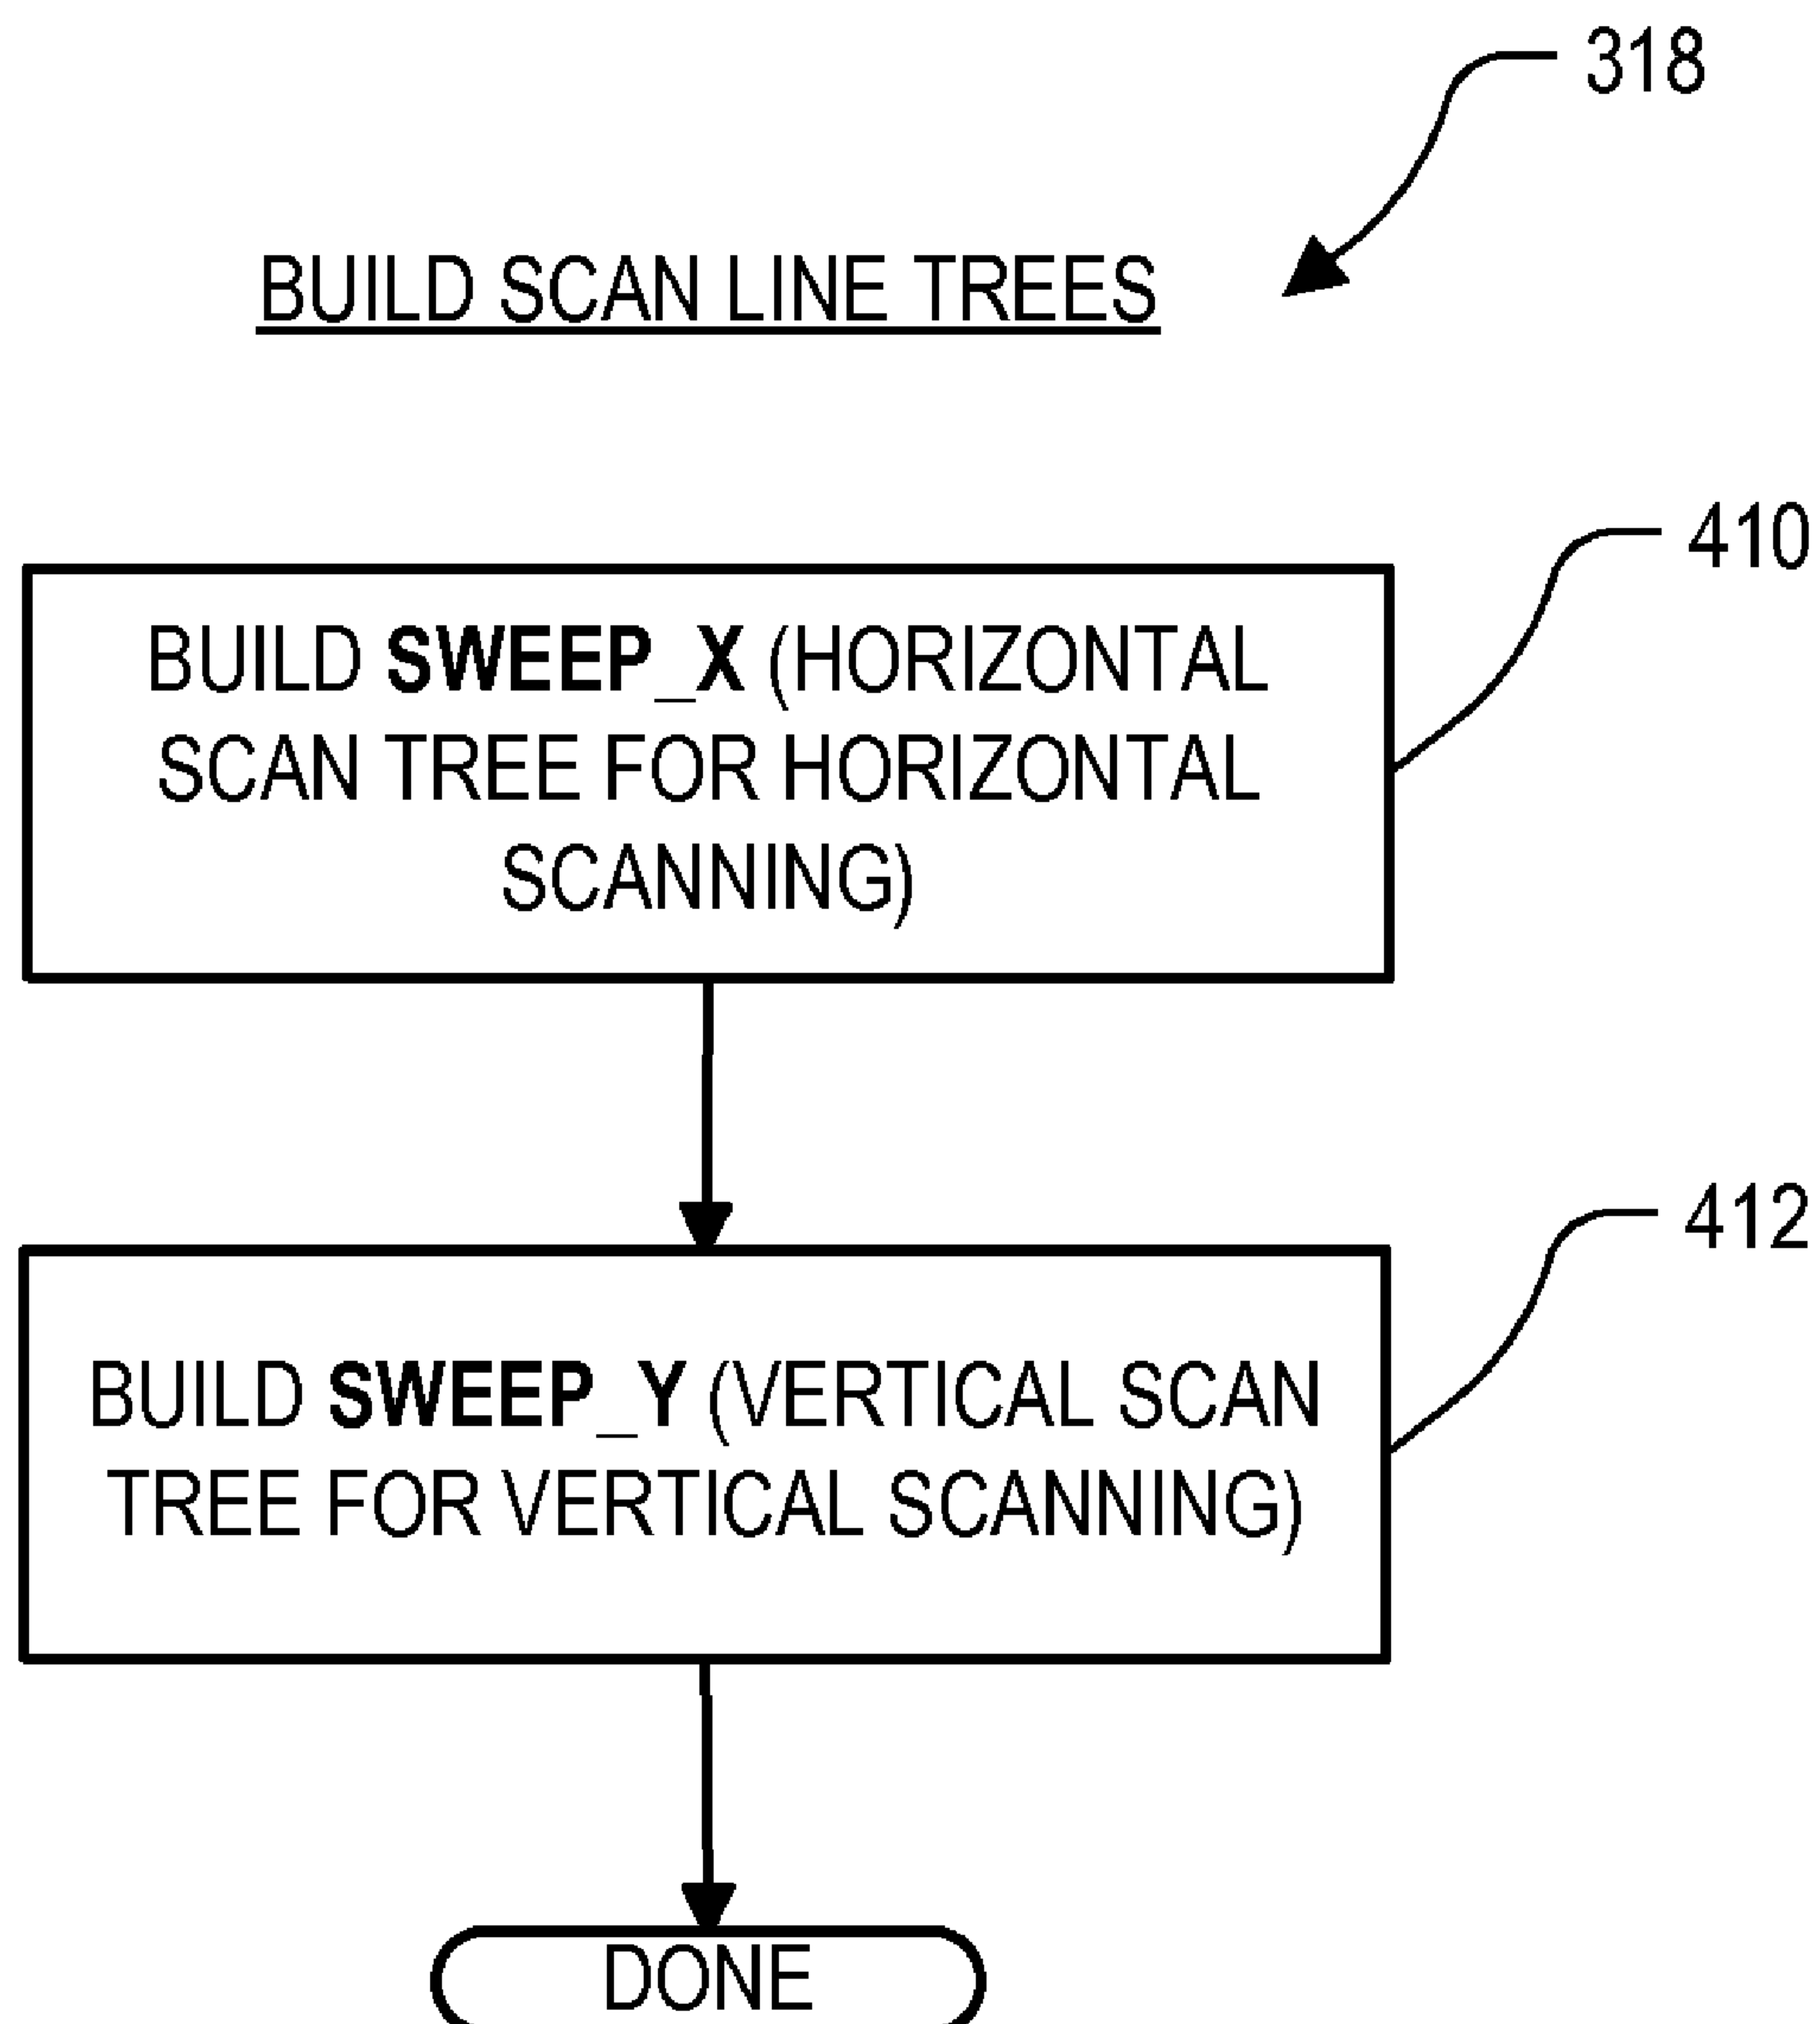 318
BUILD SCAN LINE TREES
410
BUILD SWEEP_X (HORIZONTAL
SCAN TREE FOR HORIZONTAL
SCANNING)
412
BUILD SWEEP_Y (VERTICAL SCAN
TREE FOR VERTICAL SCANNING)
DONE